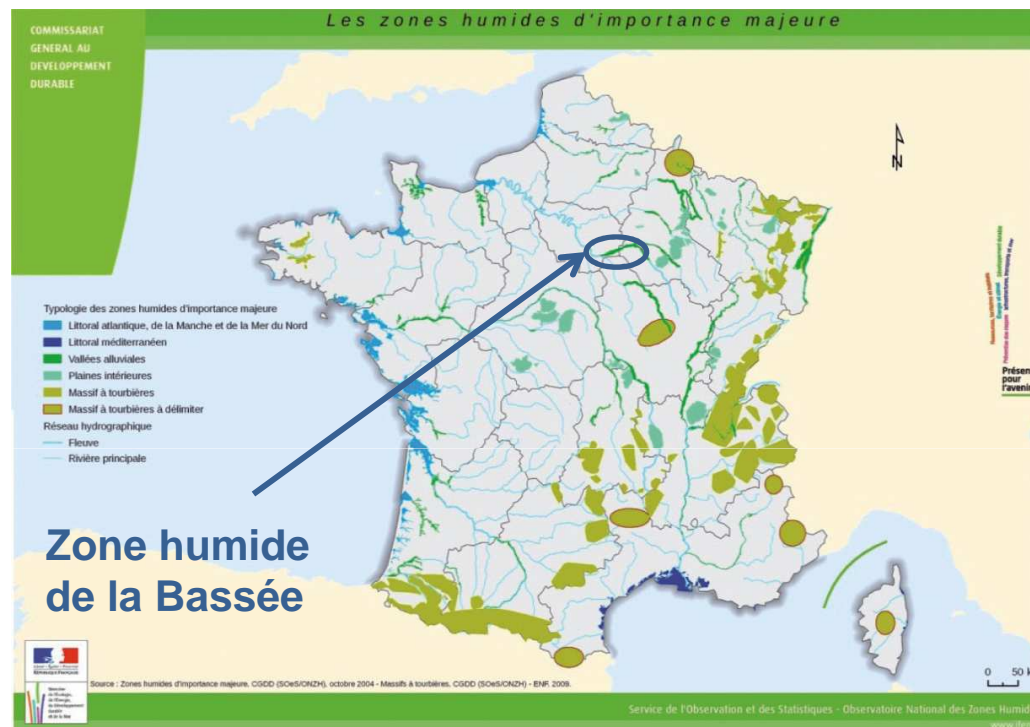 Les zones humides d'importance majeure
COMMISSARIAT
GENERAL AU
DEVELOPPEMENT
DURABLE
N
Typologie des zones humides d'importance majeure
Littoral atlantique, de la Manche et de la Mer du Nord
Littoral méditerranéen
Vallées alluviales
Plaines intérieures
Massif à tourbières
Massif à tourbières à délimiter
Réseau hydrographique
Fleuve
Rivière principale
Présen
pour
l'avenir
Zone humide
de la Bassée
0 50 k
Source : Zones humides d'importance majeure, CGDD (SOeS/ONZH), octobre 2004 - Massifs à tourbières, CGDD (SOeS/ONZH) - ENF, 2009.
Service de l'Observation et des Statistiques - Observatoire National des Zones Humid